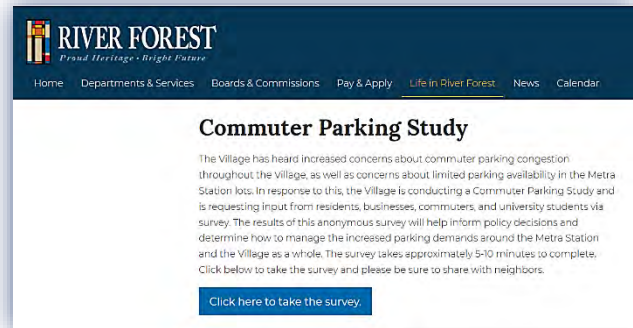 RIVER FOREST
Proud Heritage • Bright Future
Home Departments & Services Boards & Commissions Pay & Apply Life in River Forest News Calendar
Commuter Parking Study
The Village has heard increased concerns about commuter parking congestion
throughout the Village, as well as concerns about limited parking availability in the Metra
Station lots. In response to this, the Village is conducting a Commuter Parking Study and
is requesting input from residents, businesses, commuters, and university students via
survey. The results of this anonymous survey will help inform policy decisions and
determine how to manage the increased parking demands around the Metra Station
and the Village as a whole. The survey takes approximately 5-10 minutes to complete.
Click below to take the survey and please be sure to share with neighbors.
Click here to take the survey.